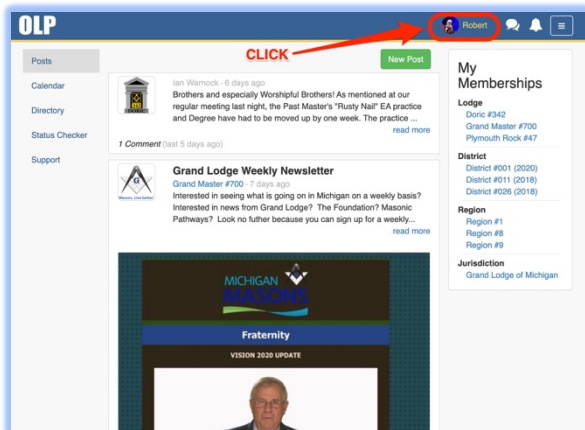 OLP
Robert
CLICK
Posts
Calendar
Directory
Status Checker
Support
New Post
Ian Warnock - 6 days ago
Brothers and especially Worshipful Brothers! As mentioned at our
regular meeting last night, the Past Master's "Rusty Nail" EA practice
and Degree have had to be moved up by one week. The practice ...
read more
1 Comment (last 5 days ago)
Grand Lodge Weekly Newsletter
Grand Master #700 - 7 days ago
Interested in seeing what is going on in Michigan on a weekly basis?
Interested in news from Grand Lodge? The Foundation? Masonic
Pathways? Look no futher because you can sign up for a weekly...
read more
MICHIGAN
MASONS
Fraternity
VISION 2020 UPDATE
My
Memberships
Lodge
Doric #342
Grand Master #700
Plymouth Rock #47
District
District #001 (2020)
District #011 (2018)
District #026 (2018)
Region
Region #1
Region #8
Region #9
Jurisdiction
Grand Lodge of Michigan